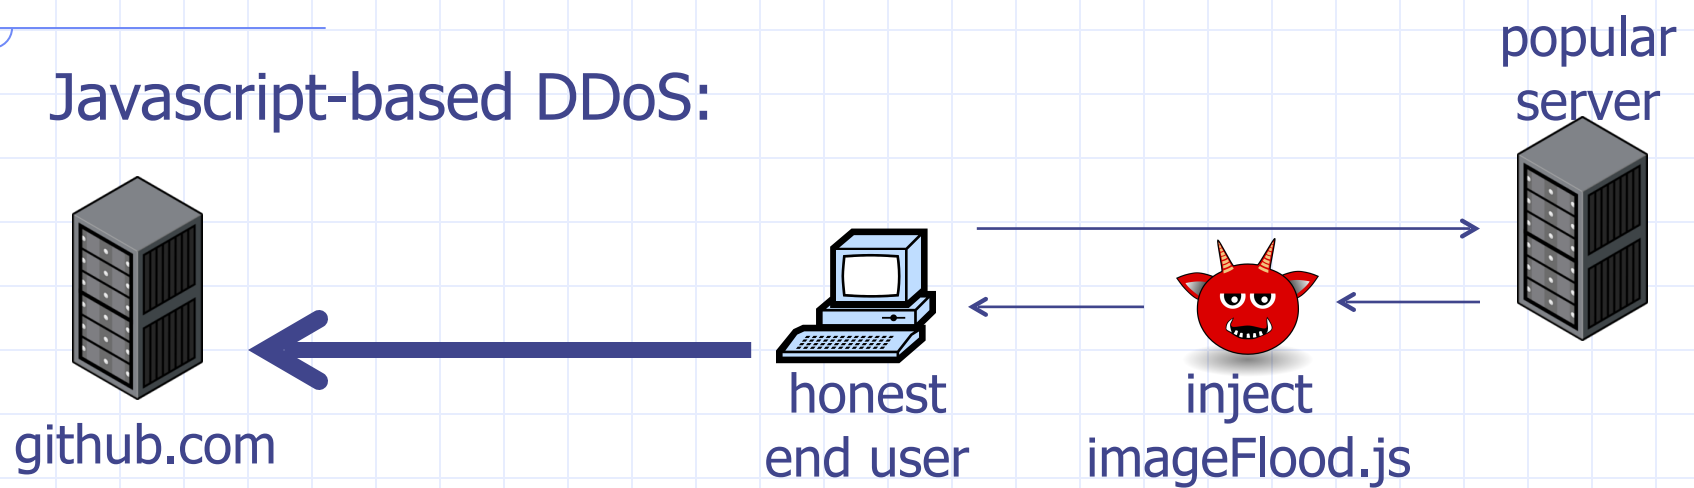 Javascript-based DDoS:
popular
server
github.com
honest
end user
inject
imageFlood.js